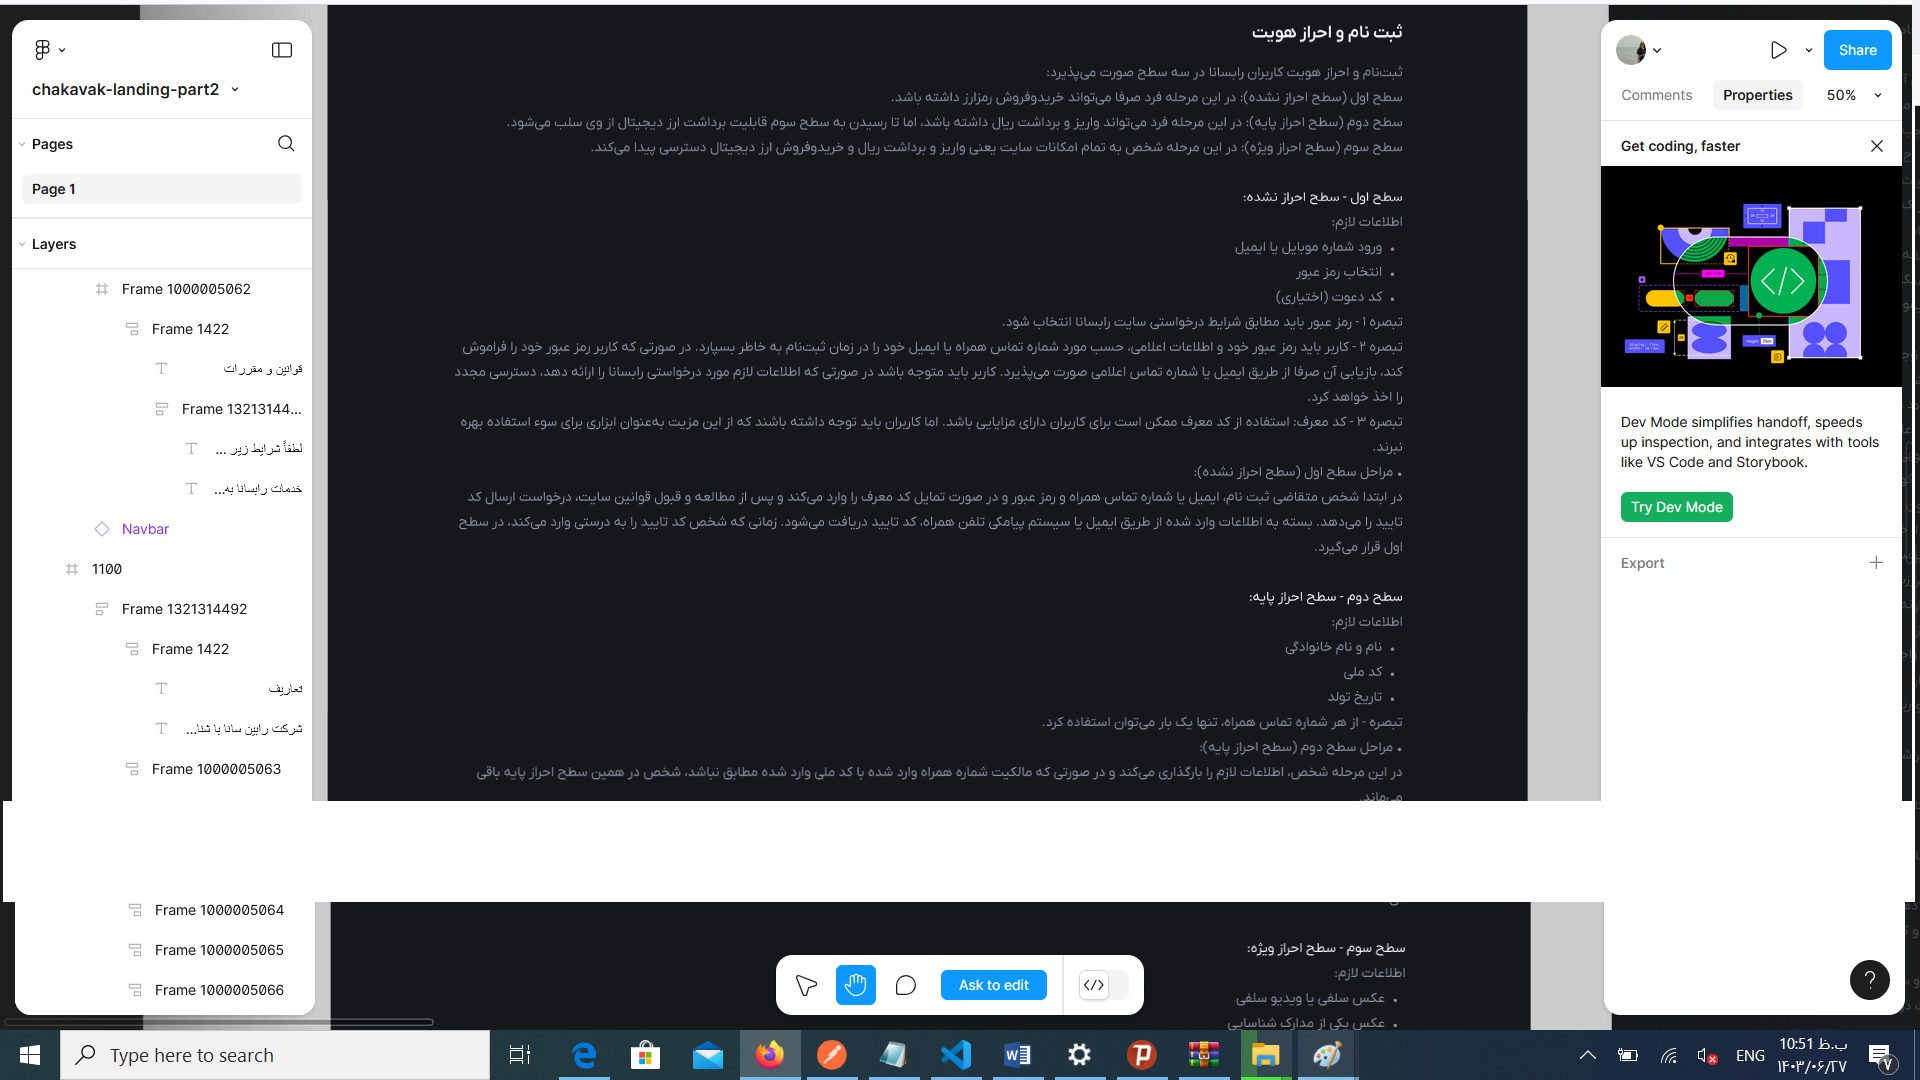 chakavak-landing-part2
Pages
Page 1
Layers
Frame 1000005062
Frame 1422
قوانین و مقررات
Frame 13213144...
لطفاً شرایط زیر ...
خدمات رابسانا به...
Navbar
1100
Frame 1321314492
Frame 1422
تعاریف
شرکت رابین سانا با شنا...
Frame 1000005063
Frame 1000005064
Frame 1000005065
Frame 1000005066
ثبت نام و احراز هویت
ثبت‌نام و احراز هویت کاربران رابسانا در سه سطح صورت می‌پذیرد:
سطح اول (سطح احراز نشده): در این مرحله فرد صرفا می‌تواند خریدوفروش رمزارز داشته باشد.
سطح دوم (سطح احراز پایه): در این مرحله فرد می‌تواند واریز و برداشت ریال داشته باشد، اما تا رسیدن به سطح سوم قابلیت برداشت ارز دیجیتال از وی سلب می‌شود.
سطح سوم (سطح احراز ویژه): در این مرحله شخص به تمام امکانات سایت یعنی واریز و برداشت ریال و خریدوفروش ارز دیجیتال دسترسی پیدا می‌کند.
سطح اول - سطح احراز نشده:
اطلاعات لازم:
• ورود شماره موبایل یا ایمیل
• انتخاب رمز عبور
• کد دعوت (اختیاری)
تبصره ۱ - رمز عبور باید مطابق شرایط درخواستی سایت رابسانا انتخاب شود.
تبصره ۲ - کاربر باید رمز عبور خود و اطلاعات اعلامی، حسب مورد شماره تماس همراه یا ایمیل خود را در زمان ثبت‌نام به خاطر بسپارد. در صورتی که کاربر رمز عبور خود را فراموش
کند، بازیابی آن صرفا از طریق ایمیل یا شماره تماس اعلامی صورت می‌پذیرد. کاربر باید متوجه باشد در صورتی که اطلاعات لازم مورد درخواستی رابسانا را ارائه دهد، دسترسی مجدد
را اخذ خواهد کرد.
تبصره ۳ - کد معرف: استفاده از کد معرف ممکن است برای کاربران دارای مزایایی باشد. اما کاربران باید توجه داشته باشند که از این مزیت به‌عنوان ابزاری برای سوء استفاده بهره
نبرند.
• مراحل سطح اول (سطح احراز نشده):
در ابتدا شخص متقاضی ثبت نام، ایمیل یا شماره تماس همراه و رمز عبور و در صورت تمایل کد معرف را وارد می‌کند و پس از مطالعه و قبول قوانین سایت، درخواست ارسال کد
تایید را می‌دهد. بسته به اطلاعات وارد شده از طریق ایمیل یا سیستم پیامکی تلفن همراه، کد تایید دریافت می‌شود. زمانی که شخص کد تایید را به درستی وارد می‌کند، در سطح
اول قرار می‌گیرد.
سطح دوم - سطح احراز پایه:
اطلاعات لازم:
• نام و نام خانوادگی
• کد ملی
• تاریخ تولد
تبصره - از هر شماره تماس همراه، تنها یک بار می‌توان استفاده کرد.
• مراحل سطح دوم (سطح احراز پایه):
در این مرحله شخص، اطلاعات لازم را بارگذاری می‌کند و در صورتی که مالکیت شماره همراه وارد شده با کد ملی وارد شده مطابق نباشد، شخص در همین سطح احراز پایه باقی
می‌ماند.
سطح سوم - سطح احراز ویژه:
اطلاعات لازم:
• عکس سلفی یا ویدیو سلفی
• عکس یکی از مدارک شناسایی
Ask to edit
Share
Comments Properties 50%
Get coding, faster
Dev Mode simplifies handoff, speeds
up inspection, and integrates with tools
like VS Code and Storybook.
Try Dev Mode
Export
Type here to search
ENG
10:51 ب.ظ
۱۴۰۳/۰۶/۲۷